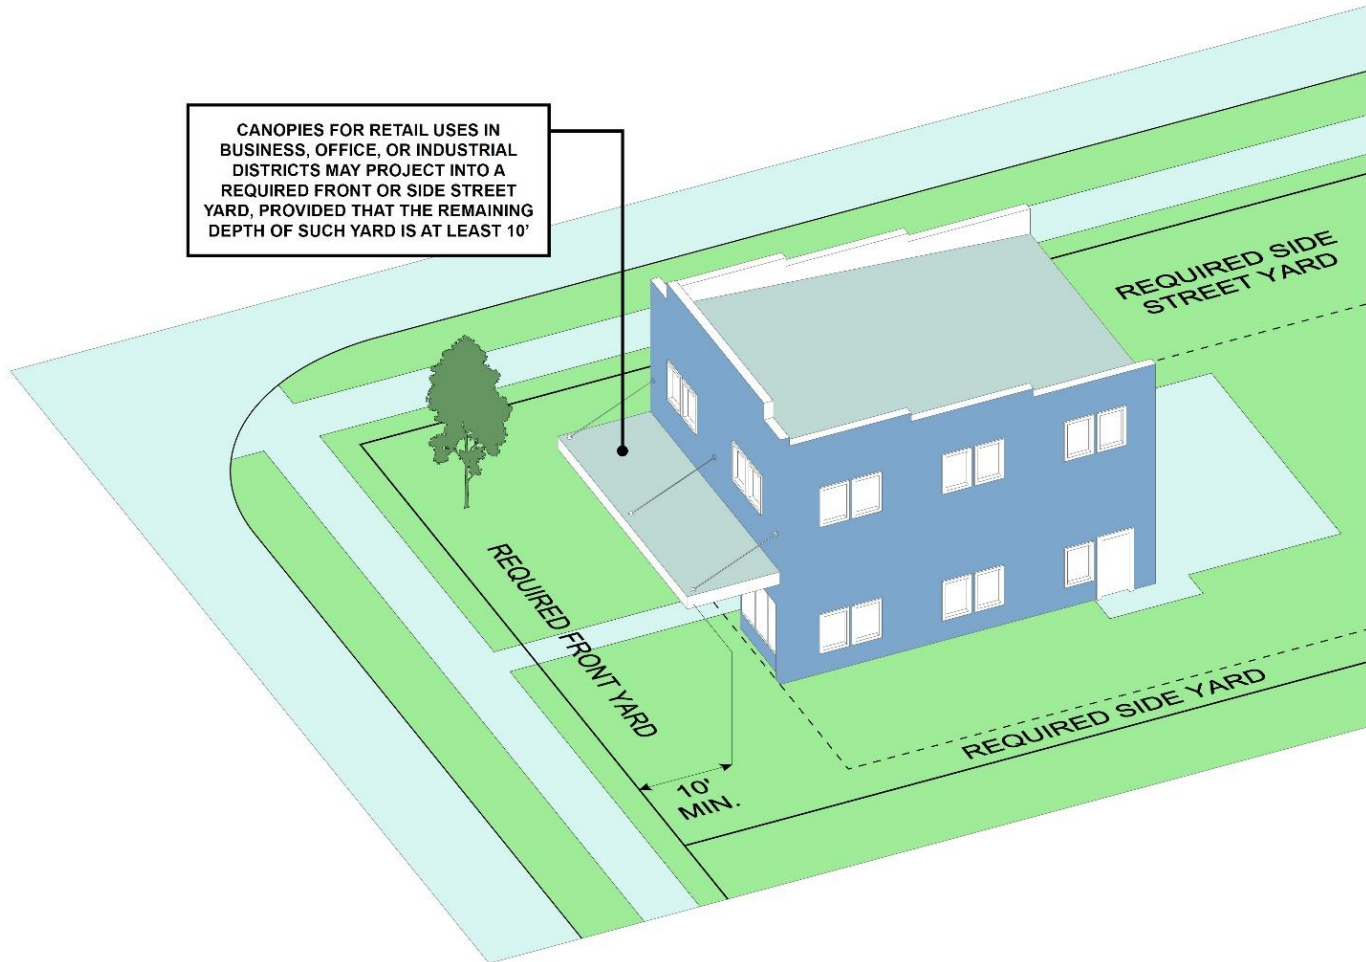 CANOPIES FOR RETAIL USES IN
BUSINESS, OFFICE, OR INDUSTRIAL
DISTRICTS MAY PROJECT INTO A
REQUIRED FRONT OR SIDE STREET
YARD, PROVIDED THAT THE REMAINING
DEPTH OF SUCH YARD IS AT LEAST 10'
REQUIRED SIDE
STREET YARD
REQUIRED FRONT YARD
REQUIRED SIDE YARD
10'
MIN.